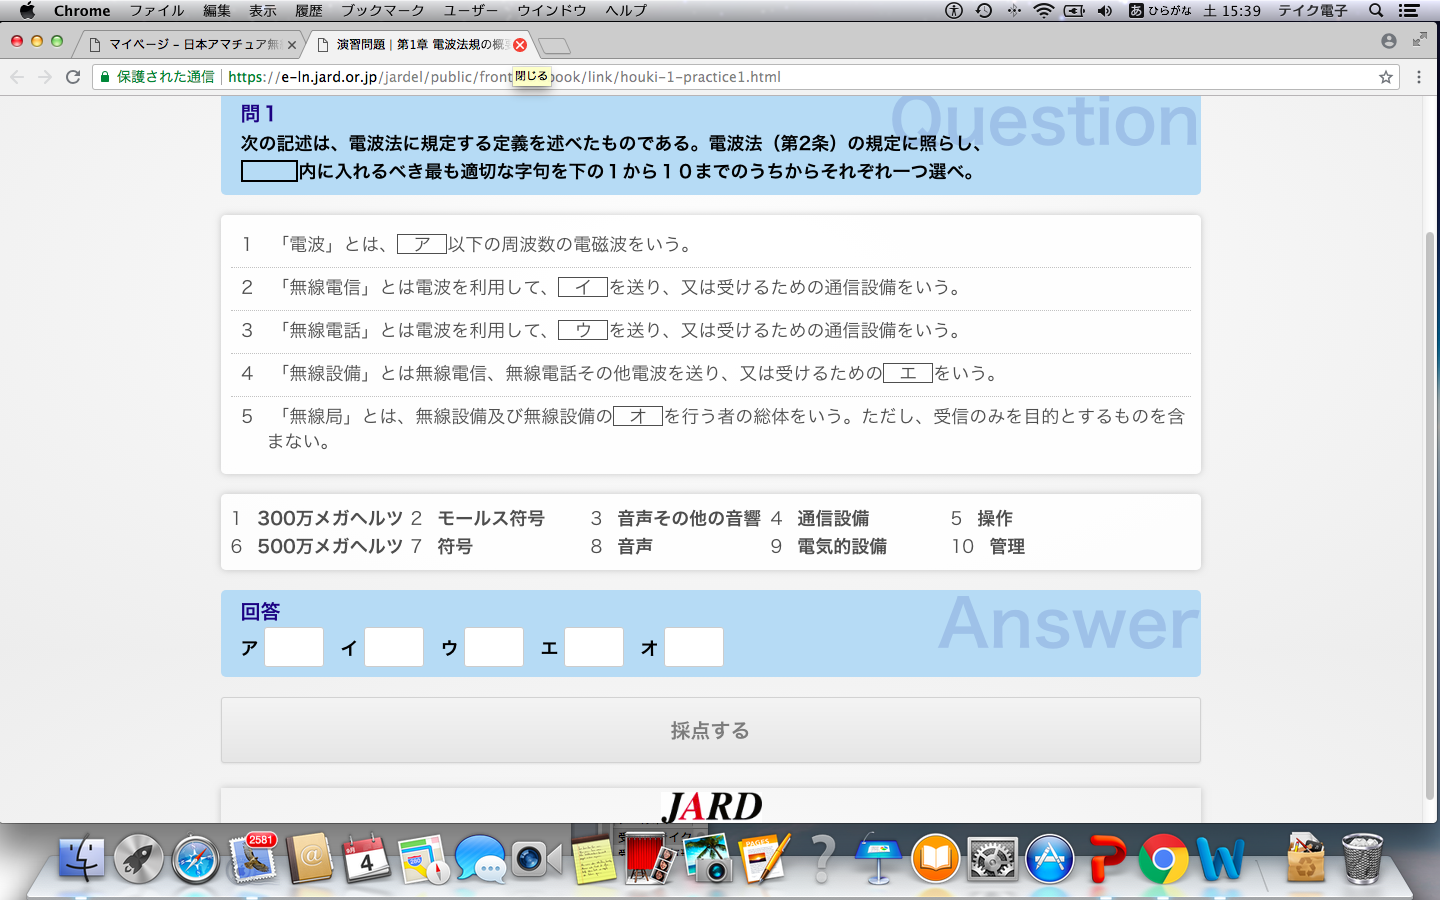 Chrome ファイル 編集 表示 履歴 ブックマーク ユーザー ウインドウ ヘルプ あ ひらがな 土 15:39 テイク電子
マイページ – 日本アマチュア無 演習問題 | 第1章 電波法規の概
保護された通信 https://e-ln.jard.or.jp/jardel/public/front book/link/houki-1-practice1.html
閉じる
問1
Question
次の記述は、電波法に規定する定義を述べたものである。電波法（第2条）の規定に照らし、
内に入れるべき最も適切な字句を下の１から１０までのうちからそれぞれ一つ選べ。
1 「電波」とは、ア以下の周波数の電磁波をいう。
2 「無線電信」とは電波を利用して、イを送り、又は受けるための通信設備をいう。
3 「無線電話」とは電波を利用して、ウを送り、又は受けるための通信設備をいう。
4 「無線設備」とは無線電信、無線電話その他電波を送り、又は受けるためのエをいう。
5 「無線局」とは、無線設備及び無線設備のオを行う者の総体をいう。ただし、受信のみを目的とするものを含
まない。
1 300万メガヘルツ 2 モールス符号 3 音声その他の音響 4 通信設備 5 操作
6 500万メガヘルツ 7 符号 8 音声 9 電気的設備 10 管理
回答
Answer
ア イ ウ エ オ
採点する
JARD
2581
9月
4
280
PAGES